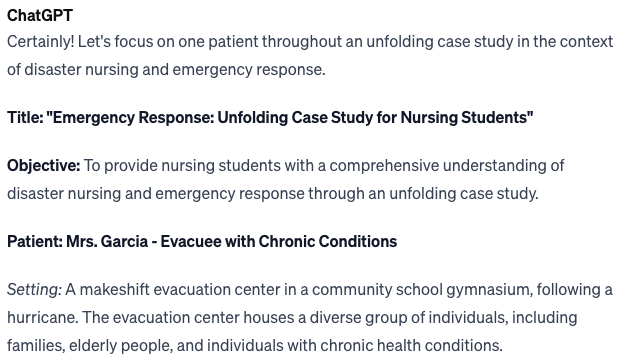 ChatGPT
Certainly! Let's focus on one patient throughout an unfolding case study in the context
of disaster nursing and emergency response.
Title: "Emergency Response: Unfolding Case Study for Nursing Students"
Objective: To provide nursing students with a comprehensive understanding of
disaster nursing and emergency response through an unfolding case study.
Patient: Mrs. Garcia - Evacuee with Chronic Conditions
Setting: A makeshift evacuation center in a community school gymnasium, following a
hurricane. The evacuation center houses a diverse group of individuals, including
families, elderly people, and individuals with chronic health conditions.